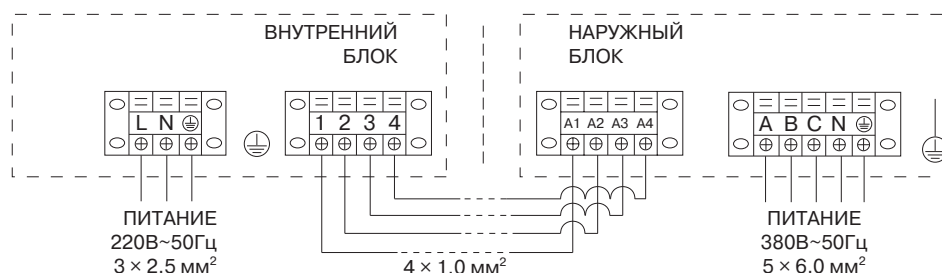 ВНУТРЕННИЙ
БЛОК
НАРУЖНЫЙ
БЛОК
L N
1 2 3 4
A1 A2 A3 A4
A B C N
ПИТАНИЕ
220В~50Гц
3 × 2.5 мм²
4 × 1.0 мм²
ПИТАНИЕ
380В~50Гц
5 × 6.0 мм²